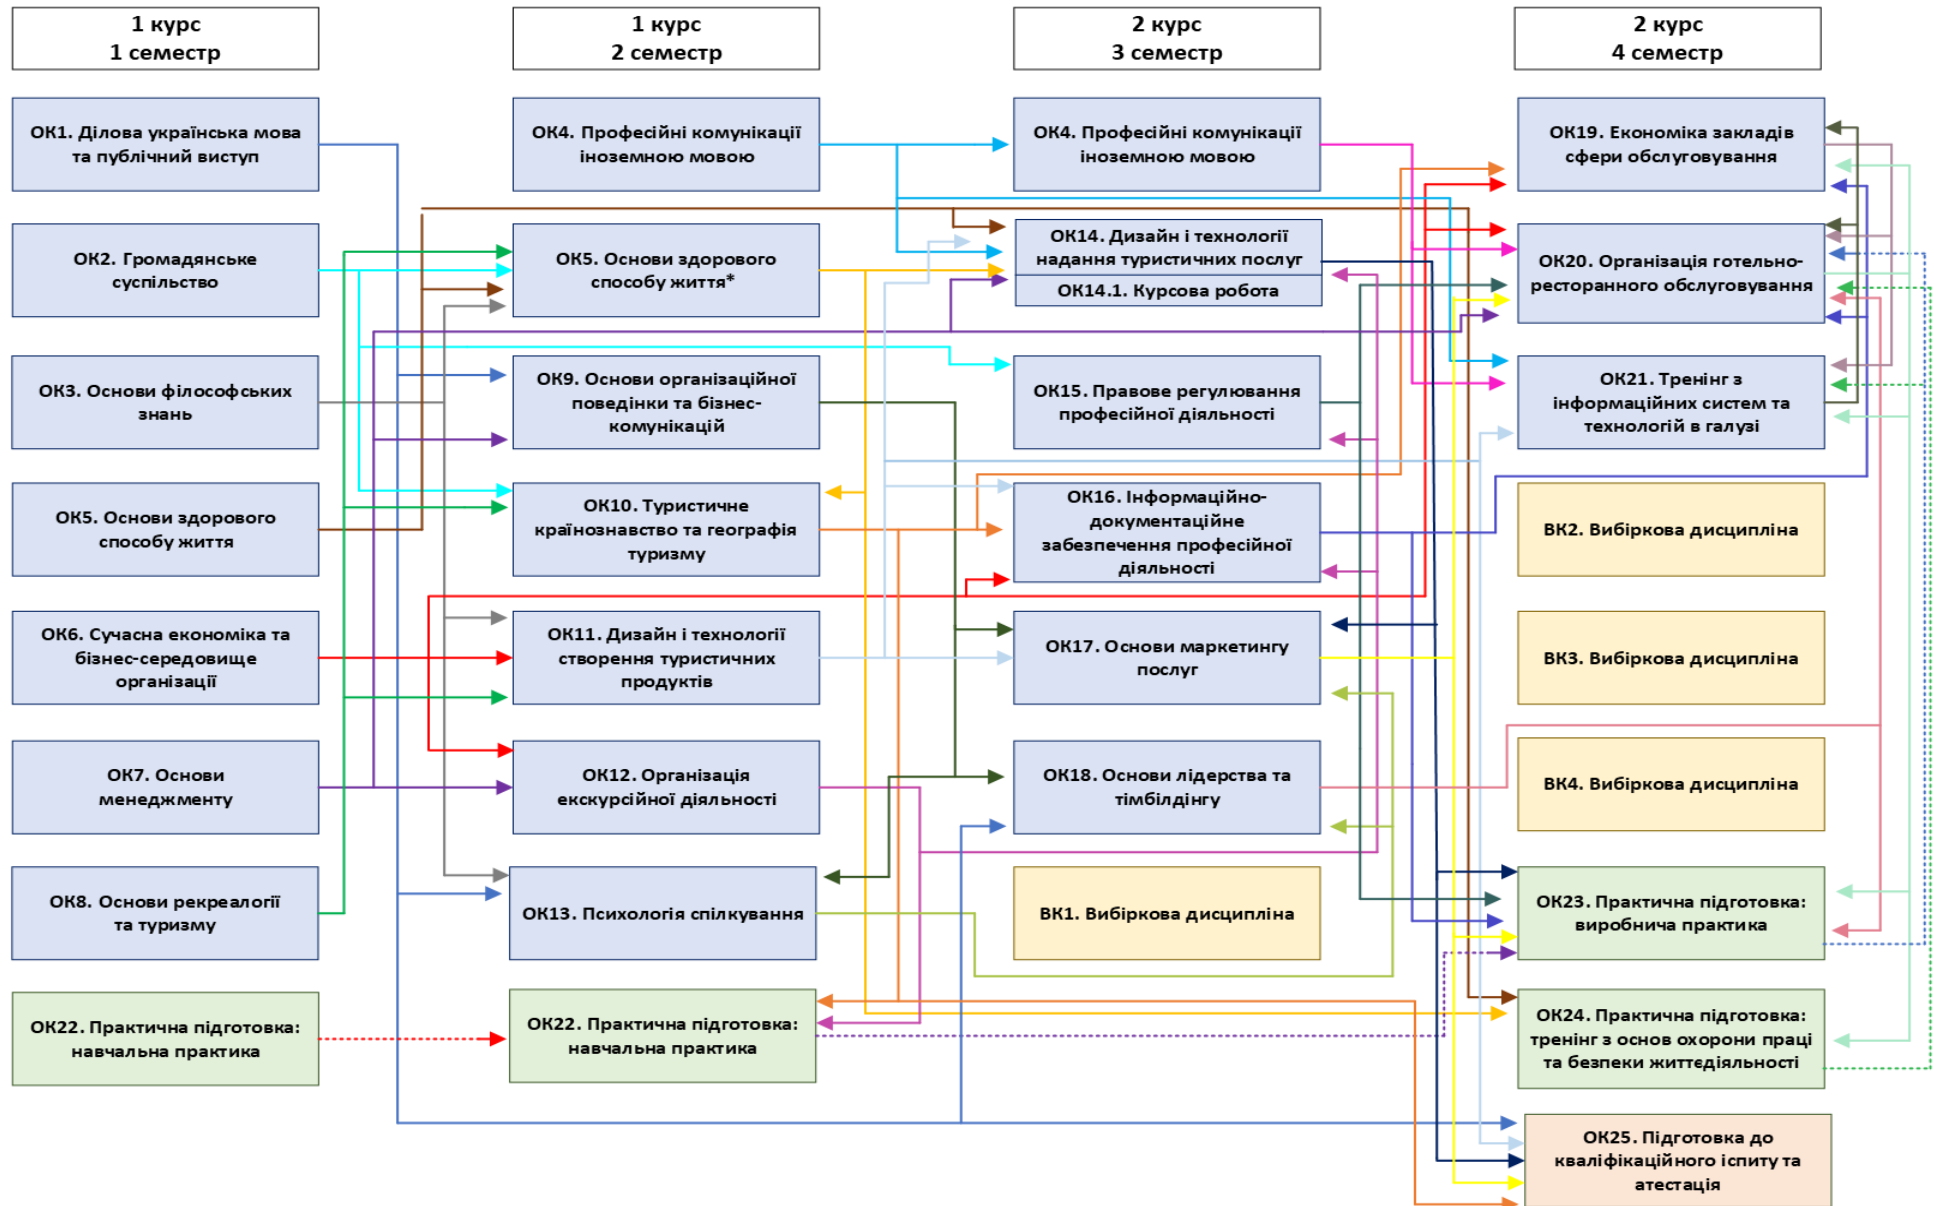 1 курс
1 семестр
1 курс
2 семестр
2 курс
3 семестр
2 курс
4 семестр
ОК1. Ділова українська мова
та публічний виступ
ОК2. Громадянське
суспільство
ОК3. Основи філософських
знань
ОК5. Основи здорового
способу життя
ОК6. Сучасна економіка та
бізнес-середовище
організації
ОК7. Основи
менеджменту
ОК8. Основи рекреалогії
та туризму
ОК22. Практична підготовка:
навчальна практика
ОК4. Професійні комунікації
іноземною мовою
ОК5. Основи здорового
способу життя*
ОК9. Основи організаційної
поведінки та бізнес-
комунікацій
ОК10. Туристичне
країнознавство та географія
туризму
ОК11. Дизайн і технології
створення туристичних
продуктів
ОК12. Організація
екскурсійної діяльності
ОК13. Психологія спілкування
ОК22. Практична підготовка:
навчальна практика
ОК4. Професійні комунікації
іноземною мовою
ОК14. Дизайн і технології
надання туристичних послуг
ОК14.1. Курсова робота
ОК15. Правове регулювання
професійної діяльності
ОК16. Інформаційно-
документаційне
забезпечення професійної
діяльності
ОК17. Основи маркетингу
послуг
ОК18. Основи лідерства та
тімбілдінгу
ВК1. Вибіркова дисципліна
ОК19. Економіка закладів
сфери обслуговування
ОК20. Організація готельно-
ресторанного обслуговування
ОК21. Тренінг з
інформаційних систем та
технологій в галузі
ВК2. Вибіркова дисципліна
ВК3. Вибіркова дисципліна
ВК4. Вибіркова дисципліна
ОК23. Практична підготовка:
виробнича практика
ОК24. Практична підготовка:
тренінг з основ охорони праці
та безпеки життєдіяльності
ОК25. Підготовка до
кваліфікаційного іспиту та
атестація